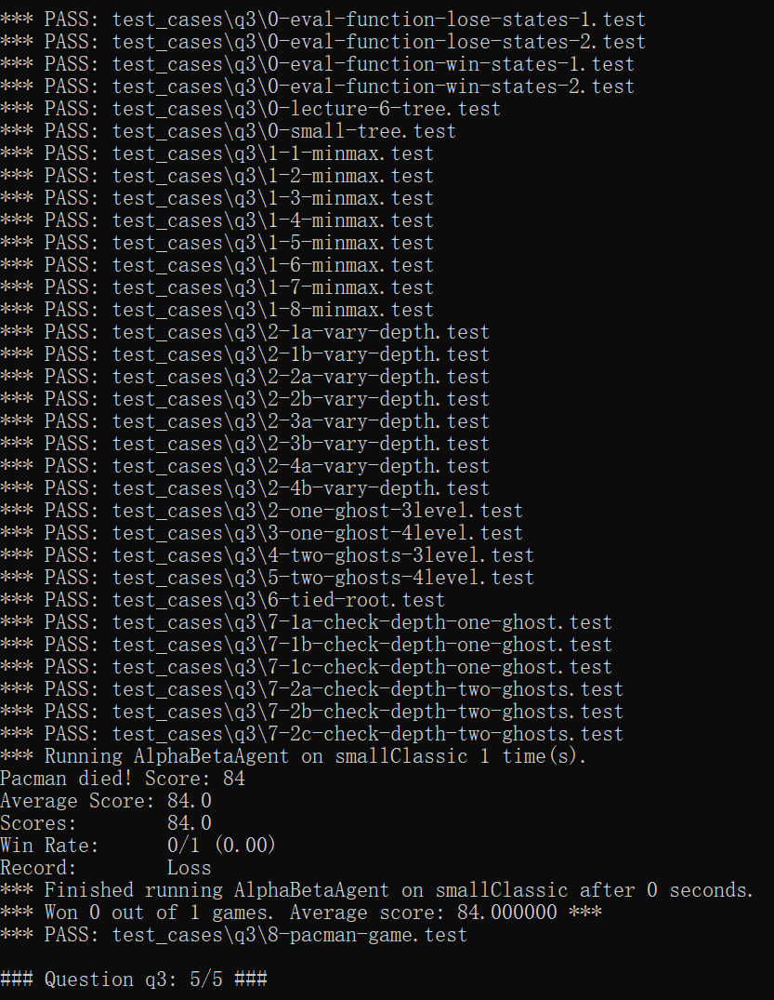 *** PASS: test_cases\q3\0-eval-function-lose-states-1.test
*** PASS: test_cases\q3\0-eval-function-lose-states-2.test
*** PASS: test_cases\q3\0-eval-function-win-states-1.test
*** PASS: test_cases\q3\0-eval-function-win-states-2.test
*** PASS: test_cases\q3\0-lecture-6-tree.test
*** PASS: test_cases\q3\0-small-tree.test
*** PASS: test_cases\q3\1-1-minmax.test
*** PASS: test_cases\q3\1-2-minmax.test
*** PASS: test_cases\q3\1-3-minmax.test
*** PASS: test_cases\q3\1-4-minmax.test
*** PASS: test_cases\q3\1-5-minmax.test
*** PASS: test_cases\q3\1-6-minmax.test
*** PASS: test_cases\q3\1-7-minmax.test
*** PASS: test_cases\q3\1-8-minmax.test
*** PASS: test_cases\q3\2-1a-vary-depth.test
*** PASS: test_cases\q3\2-1b-vary-depth.test
*** PASS: test_cases\q3\2-2a-vary-depth.test
*** PASS: test_cases\q3\2-2b-vary-depth.test
*** PASS: test_cases\q3\2-3a-vary-depth.test
*** PASS: test_cases\q3\2-3b-vary-depth.test
*** PASS: test_cases\q3\2-4a-vary-depth.test
*** PASS: test_cases\q3\2-4b-vary-depth.test
*** PASS: test_cases\q3\2-one-ghost-3level.test
*** PASS: test_cases\q3\3-one-ghost-4level.test
*** PASS: test_cases\q3\4-two-ghosts-3level.test
*** PASS: test_cases\q3\5-two-ghosts-4level.test
*** PASS: test_cases\q3\6-tied-root.test
*** PASS: test_cases\q3\7-1a-check-depth-one-ghost.test
*** PASS: test_cases\q3\7-1b-check-depth-one-ghost.test
*** PASS: test_cases\q3\7-1c-check-depth-one-ghost.test
*** PASS: test_cases\q3\7-2a-check-depth-two-ghosts.test
*** PASS: test_cases\q3\7-2b-check-depth-two-ghosts.test
*** PASS: test_cases\q3\7-2c-check-depth-two-ghosts.test
*** Running AlphaBetaAgent on smallClassic 1 time(s).
Pacman died! Score: 84
Average Score: 84.0
Scores:        84.0
Win Rate:      0/1 (0.00)
Record:        Loss
*** Finished running AlphaBetaAgent on smallClassic after 0 seconds.
*** Won 0 out of 1 games. Average score: 84.000000 ***
*** PASS: test_cases\q3\8-pacman-game.test
### Question q3: 5/5 ###